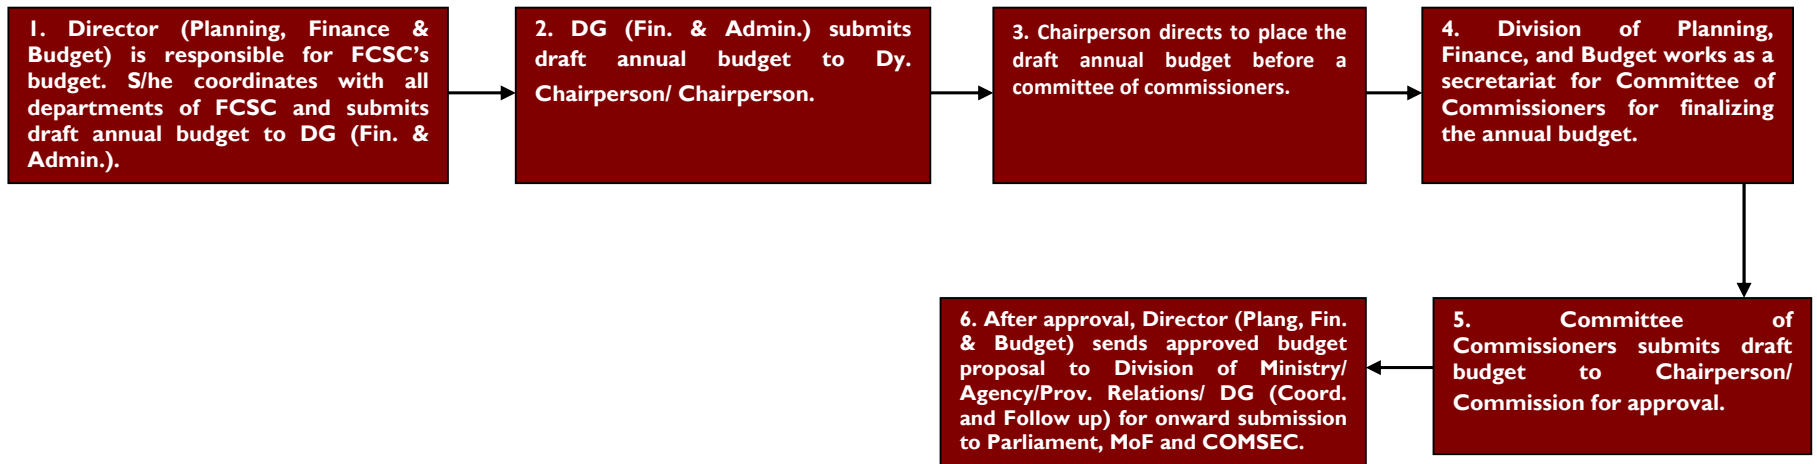 1. Director (Planning, Finance &
Budget) is responsible for FCSC's
budget. S/he coordinates with all
departments of FCSC and submits
draft annual budget to DG (Fin. &
Admin.).
2. DG (Fin. & Admin.) submits
draft annual budget to Dy.
Chairperson/ Chairperson.
3. Chairperson directs to place the
draft annual budget before a
committee of commissioners.
4. Division of Planning,
Finance, and Budget works as a
secretariat for Committee of
Commissioners for finalizing
the annual budget.
5. Committee of
Commissioners submits draft
budget to Chairperson/
Commission for approval.
6. After approval, Director (Plang, Fin.
& Budget) sends approved budget
proposal to Division of Ministry/
Agency/Prov. Relations/ DG (Coord.
and Follow up) for onward submission
to Parliament, MoF and COMSEC.